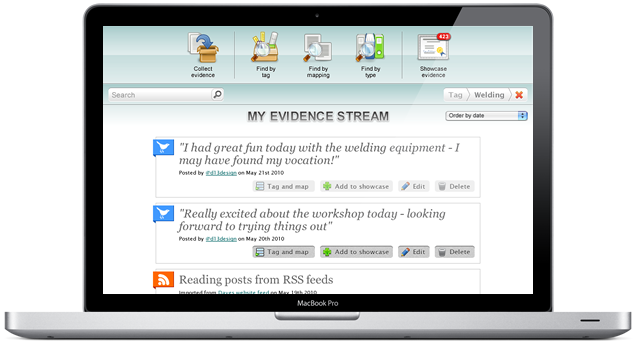 Collect evidence
Find by tag
Find by mapping
Find by type
Showcase evidence
423
Search
Tag
Welding
MY EVIDENCE STREAM
Order by date
"I had great fun today with the welding equipment - I
may have found my vocation!"
Posted by @d13design on May 21st 2010
Tag and map
Add to showcase
Edit
Delete
"Really excited about the workshop today - looking
forward to trying things out"
Posted by @d13design on May 20th 2010
Tag and map
Add to showcase
Edit
Delete
Reading posts from RSS feeds
Imported from Daves website feed on May 19th 2010
MacBook Pro